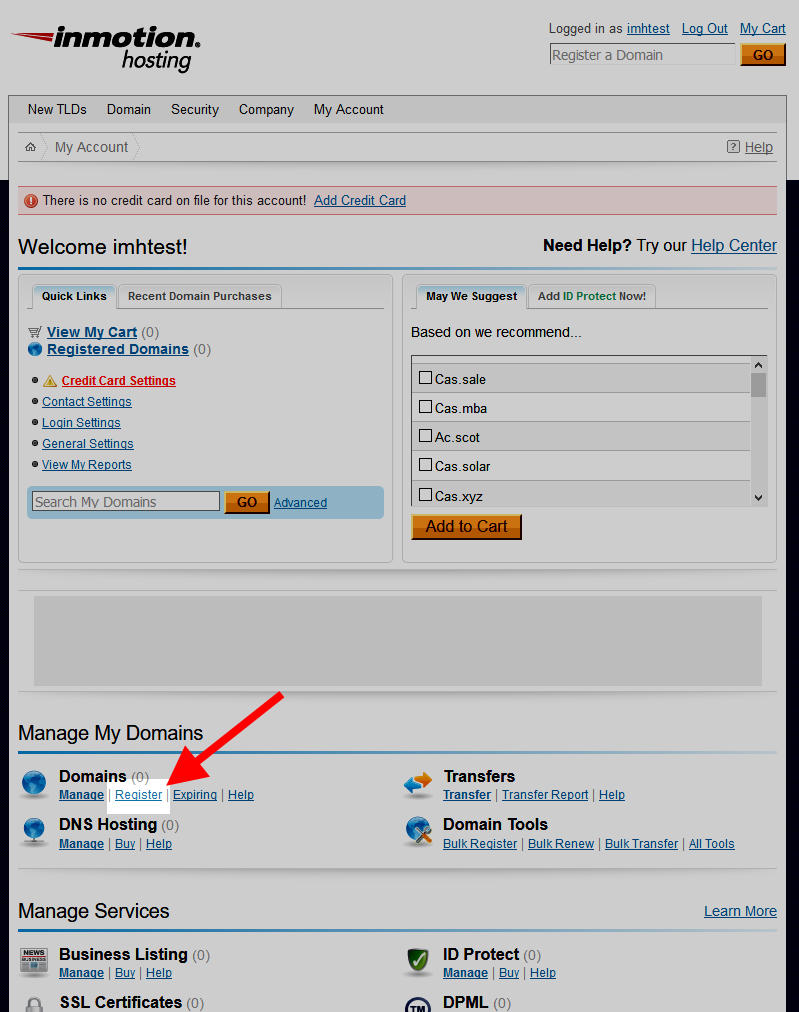 inmotion.
hosting
Logged in as imhtest Log Out My Cart
Register a Domain GO
New TLDs Domain Security Company My Account
My Account ? Help
There is no credit card on file for this account! Add Credit Card
Welcome imhtest!
Need Help? Try our Help Center
Quick Links Recent Domain Purchases
View My Cart (0)
Registered Domains (0)
Credit Card Settings
Contact Settings
Login Settings
General Settings
View My Reports
Search My Domains GO Advanced
May We Suggest Add ID Protect Now!
Based on we recommend...
Cas.sale
Cas.mba
Ac.scot
Cas.solar
Cas.xyz
Add to Cart
Manage My Domains
Domains (0)
Manage | Register | Expiring | Help
Transfers
Transfer | Transfer Report | Help
DNS Hosting (0)
Manage | Buy | Help
Domain Tools
Bulk Register | Bulk Renew | Bulk Transfer | All Tools
Manage Services Learn More
NEWS
BUSINESS
Business Listing (0)
Manage | Buy | Help
ID Protect (0)
Manage | Buy | Help
SSL Certificates (0)
TM
DPML (0)